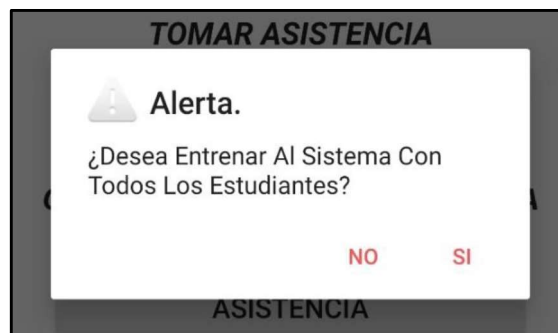 TOMAR ASISTENCIA
Alerta.
¿Desea Entrenar Al Sistema Con
Todos Los Estudiantes?
NO SI
ASISTENCIA